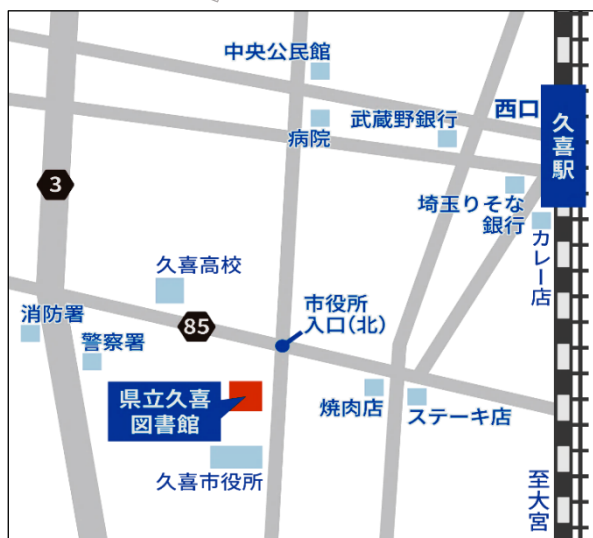 中央公民館
西口
久喜駅
武蔵野銀行
病院
3
埼玉りそな
銀行
カレー店
久喜高校
市役所
入口(北)
消防署
85
警察署
県立久喜
図書館
焼肉店
ステーキ店
久喜市役所
至大宮